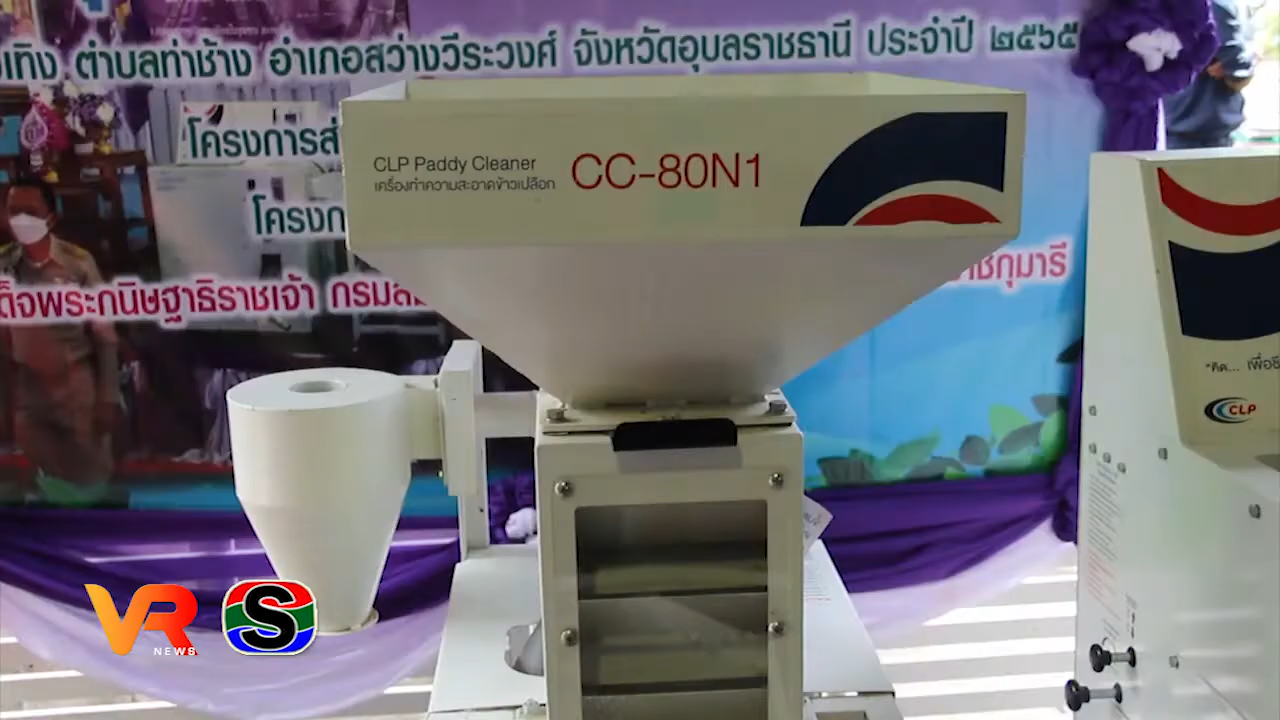 ตำบลท่าช้าง อำเภอสว่างวีระวงศ์ จังหวัดอุบลราชธานี ประจำปี ๒๕๖๕
โครงการส่
CLP Paddy Cleaner
เครื่องทำความสะอาดข้าวเปลือก
CC-80N1
โครงก
ด็จพระกนิษฐาธิราชเจ้า กรมส
าชกุมารี
"คิด... เพื่อ
CLP
VR
NEWS
S